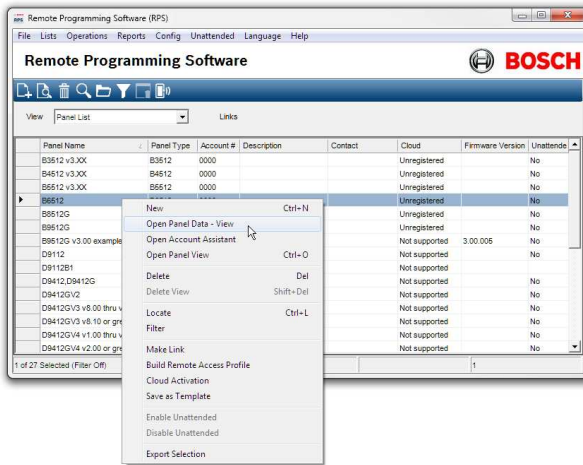 Remote Programming Software (RPS)
File Lists Operations Reports Config Unattended Language Help
Remote Programming Software
BOSCH
View Panel List Links
Panel Name Panel Type Account # Description Contact Cloud Firmware Version Unattende
B3512 v3.XX B3512 0000 Unregistered No
B4512 v3.XX B4512 0000 Unregistered No
B5512 v3.XX B5512 0000 Unregistered No
B6512 Unregistered No
B8512G Unregistered No
B9512G Unregistered No
B9512G v3.00 example Not supported 3.00.005 No
D9112 Not supported No
D9112B1 Not supported
D9412,D9412G Not supported No
D9412GV2 Not supported No
D9412GV3 v8.00 thru v Not supported No
D9412GV3 v8.10 or gre Not supported No
D9412GV4 v1.00 thru v Not supported No
D9412GV4 v2.00 or gre Not supported No
1 of 27 Selected (Filter Off) 1
New Ctrl+N
Open Panel Data - View
Open Account Assistant
Open Panel View Ctrl+O
Delete Del
Delete View Shift+Del
Locate Ctrl+L
Filter
Make Link
Build Remote Access Profile
Cloud Activation
Save as Template
Enable Unattended
Disable Unattended
Export Selection